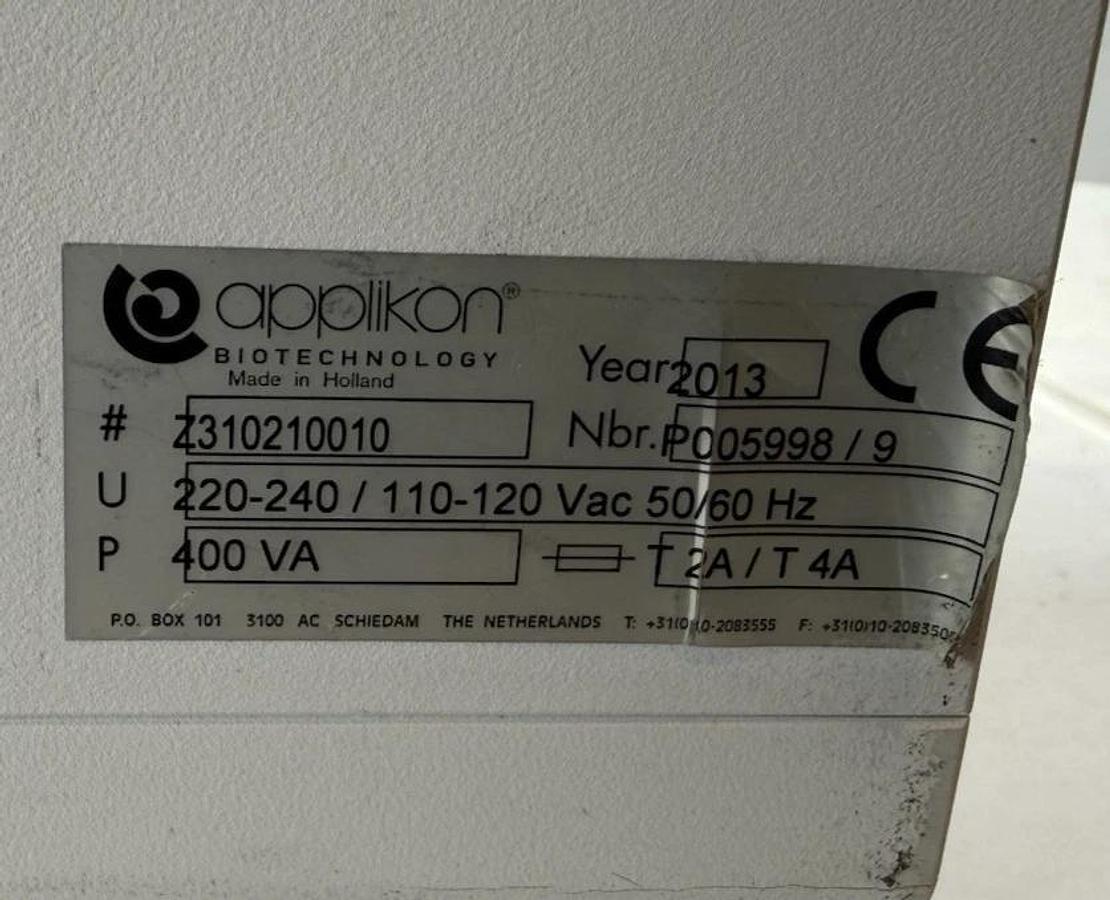 applikon®
BIOTECHNOLOGY
Made in Holland
Year 2013
CE
# Z310210010
Nbr. P005998 / 9
U 220-240 / 110-120 Vac 50/60 Hz
P 400 VA
T 2A / T 4A
P.O. BOX 101 3100 AC SCHIEDAM THE NETHERLANDS T: +31(0)10-2083555 F: